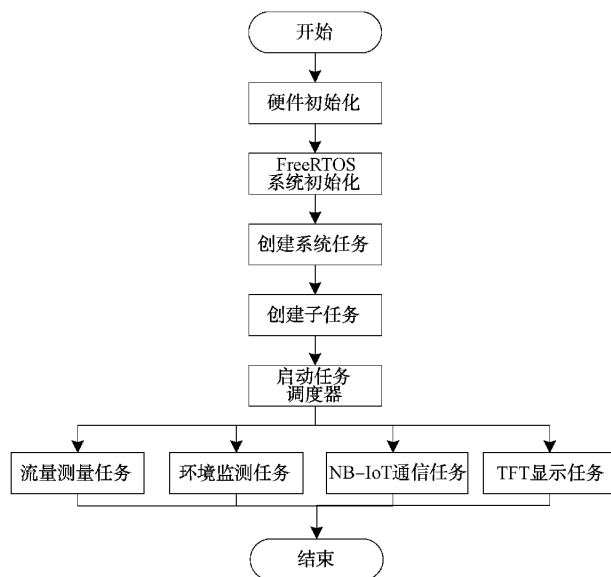 开始
硬件初始化
FreeRTOS
系统初始化
创建系统任务
创建子任务
启动任务
调度器
流量测量任务
环境监测任务
NB-IoT通信任务
TFT显示任务
结束